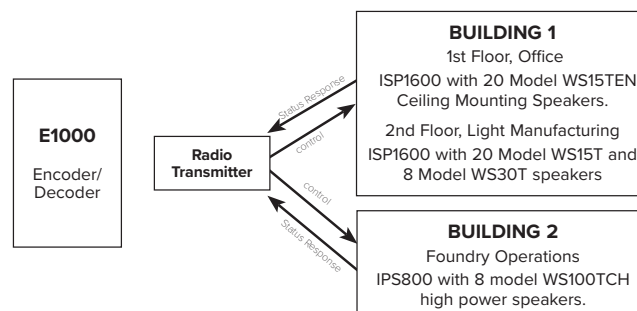 E1000
Encoder/
Decoder
Radio
Transmitter
Status Response
control
control
Status Response
BUILDING 1
1st Floor, Office
ISP1600 with 20 Model WS15TEN
Ceiling Mounting Speakers.
2nd Floor, Light Manufacturing
ISP1600 with 20 Model WS15T and
8 Model WS30T speakers
BUILDING 2
Foundry Operations
IPS800 with 8 model WS100TCH
high power speakers.